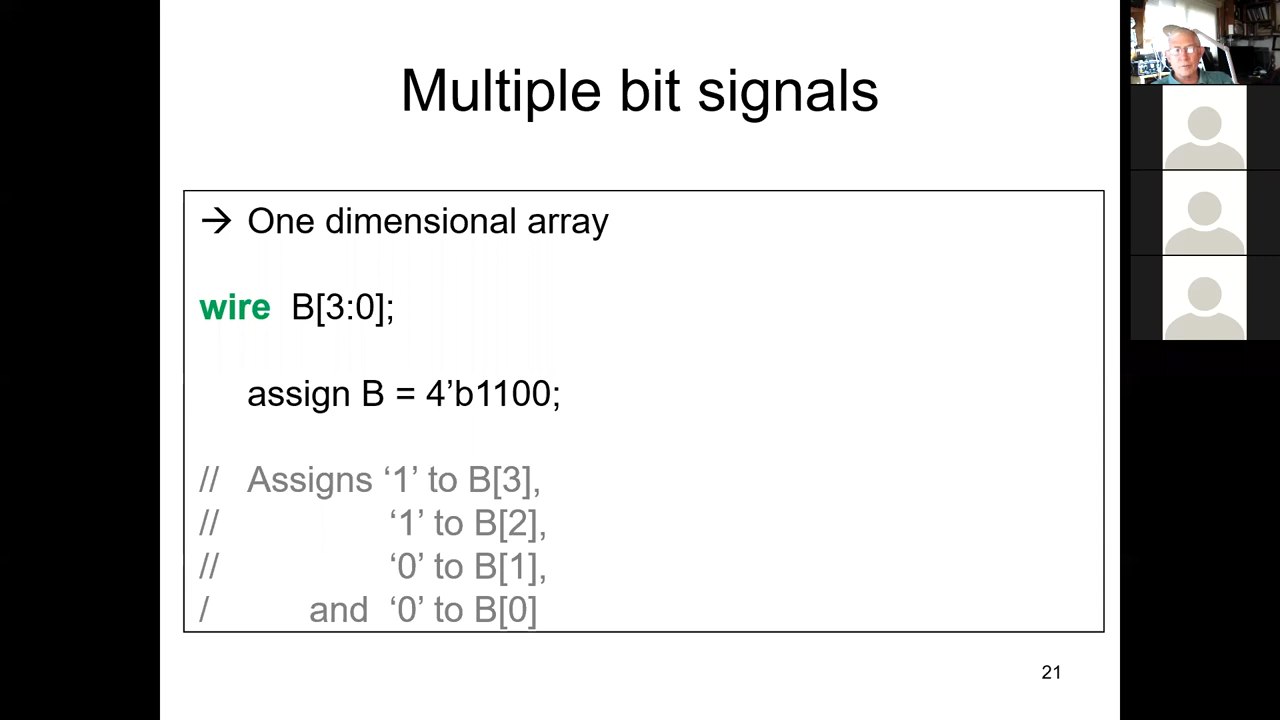 Multiple bit signals
→ One dimensional array
wire B[3:0];
assign B = 4’b1100;
// Assigns ‘1’ to B[3],
// ‘1’ to B[2],
// ‘0’ to B[1],
/ and ‘0’ to B[0]
21